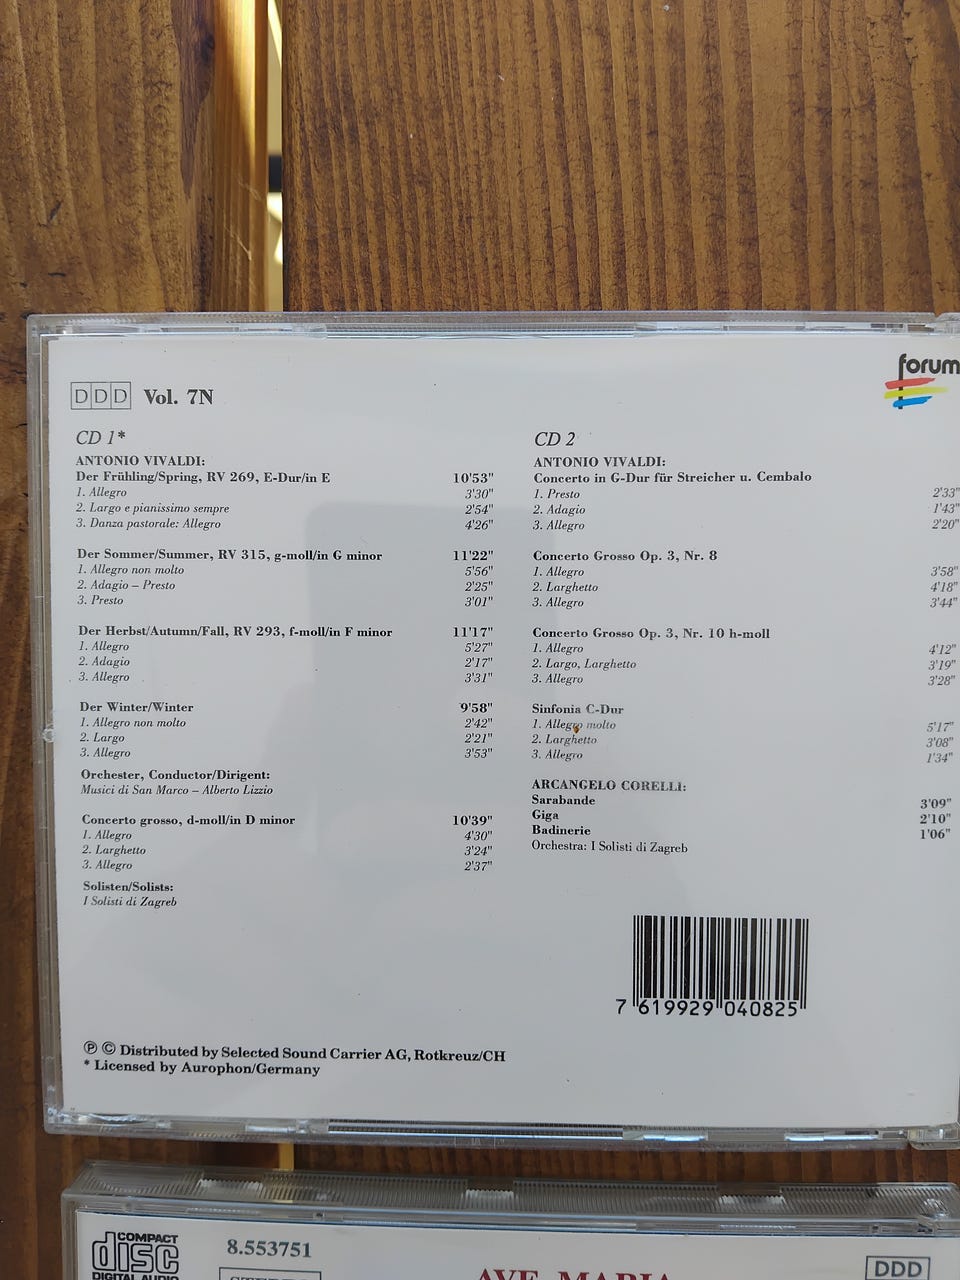 forum
DDD Vol. 7N
CD 1*
ANTONIO VIVALDI:
Der Frühling/Spring, RV 269, E-Dur/in E 10'53"
1. Allegro 3'30"
2. Largo e pianissimo sempre 2'54"
3. Danza pastorale: Allegro 4'26"
Der Sommer/Summer, RV 315, g-moll/in G minor 11'22"
1. Allegro non molto 5'56"
2. Adagio – Presto 2'25"
3. Presto 3'01"
Der Herbst/Autumn/Fall, RV 293, f-moll/in F minor 11'17"
1. Allegro 5'27"
2. Adagio 2'17"
3. Allegro 3'31"
Der Winter/Winter 9'58"
1. Allegro non molto 2'42"
2. Largo 2'21"
3. Allegro 3'53"
Orchester, Conductor/Dirigent:
Musici di San Marco – Alberto Lizzio
Concerto grosso, d-moll/in D minor 10'39"
1. Allegro 4'30"
2. Larghetto 3'24"
3. Allegro 2'37"
Solisten/Solists:
I Solisti di Zagreb
CD 2
ANTONIO VIVALDI:
Concerto in G-Dur für Streicher u. Cembalo
1. Presto 2'33"
2. Adagio 1'43"
3. Allegro 2'20"
Concerto Grosso Op. 3, Nr. 8
1. Allegro 3'58"
2. Larghetto 4'18"
3. Allegro 3'44"
Concerto Grosso Op. 3, Nr. 10 h-moll
1. Allegro 4'12"
2. Largo, Larghetto 3'19"
3. Allegro 3'28"
Sinfonia C-Dur
1. Allegro molto 5'17"
2. Larghetto 3'08"
3. Allegro 1'34"
ARCANGELO CORELLI:
Sarabande 3'09"
Giga 2'10"
Badinerie 1'06"
Orchestra: I Solisti di Zagreb
7 619929 040825
℗ © Distributed by Selected Sound Carrier AG, Rotkreuz/CH
* Licensed by Aurophon/Germany
COMPACT
disc
DIGITAL AUDIO
8.553751
STEREO
AVE MARIA
DDD